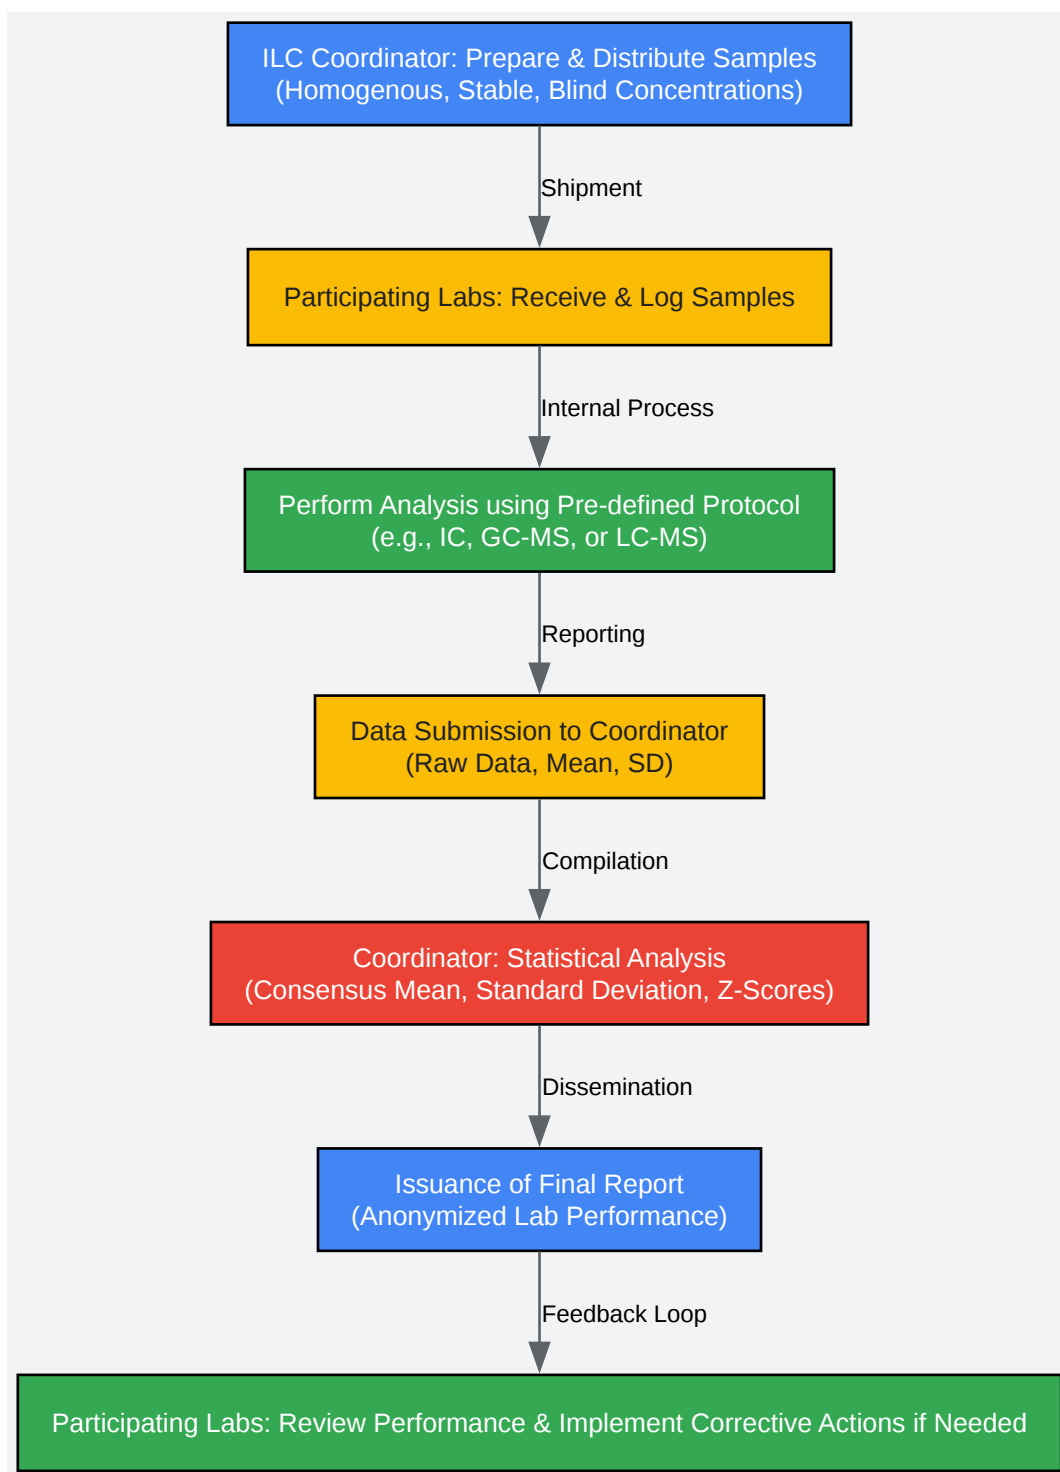 ILC Coordinator: Prepare & Distribute Samples
(Homogenous, Stable, Blind Concentrations)
Shipment
Participating Labs: Receive & Log Samples
Internal Process
Perform Analysis using Pre-defined Protocol
(e.g., IC, GC-MS, or LC-MS)
Reporting
Data Submission to Coordinator
(Raw Data, Mean, SD)
Compilation
Coordinator: Statistical Analysis
(Consensus Mean, Standard Deviation, Z-Scores)
Dissemination
Issuance of Final Report
(Anonymized Lab Performance)
Feedback Loop
Participating Labs: Review Performance & Implement Corrective Actions if Needed